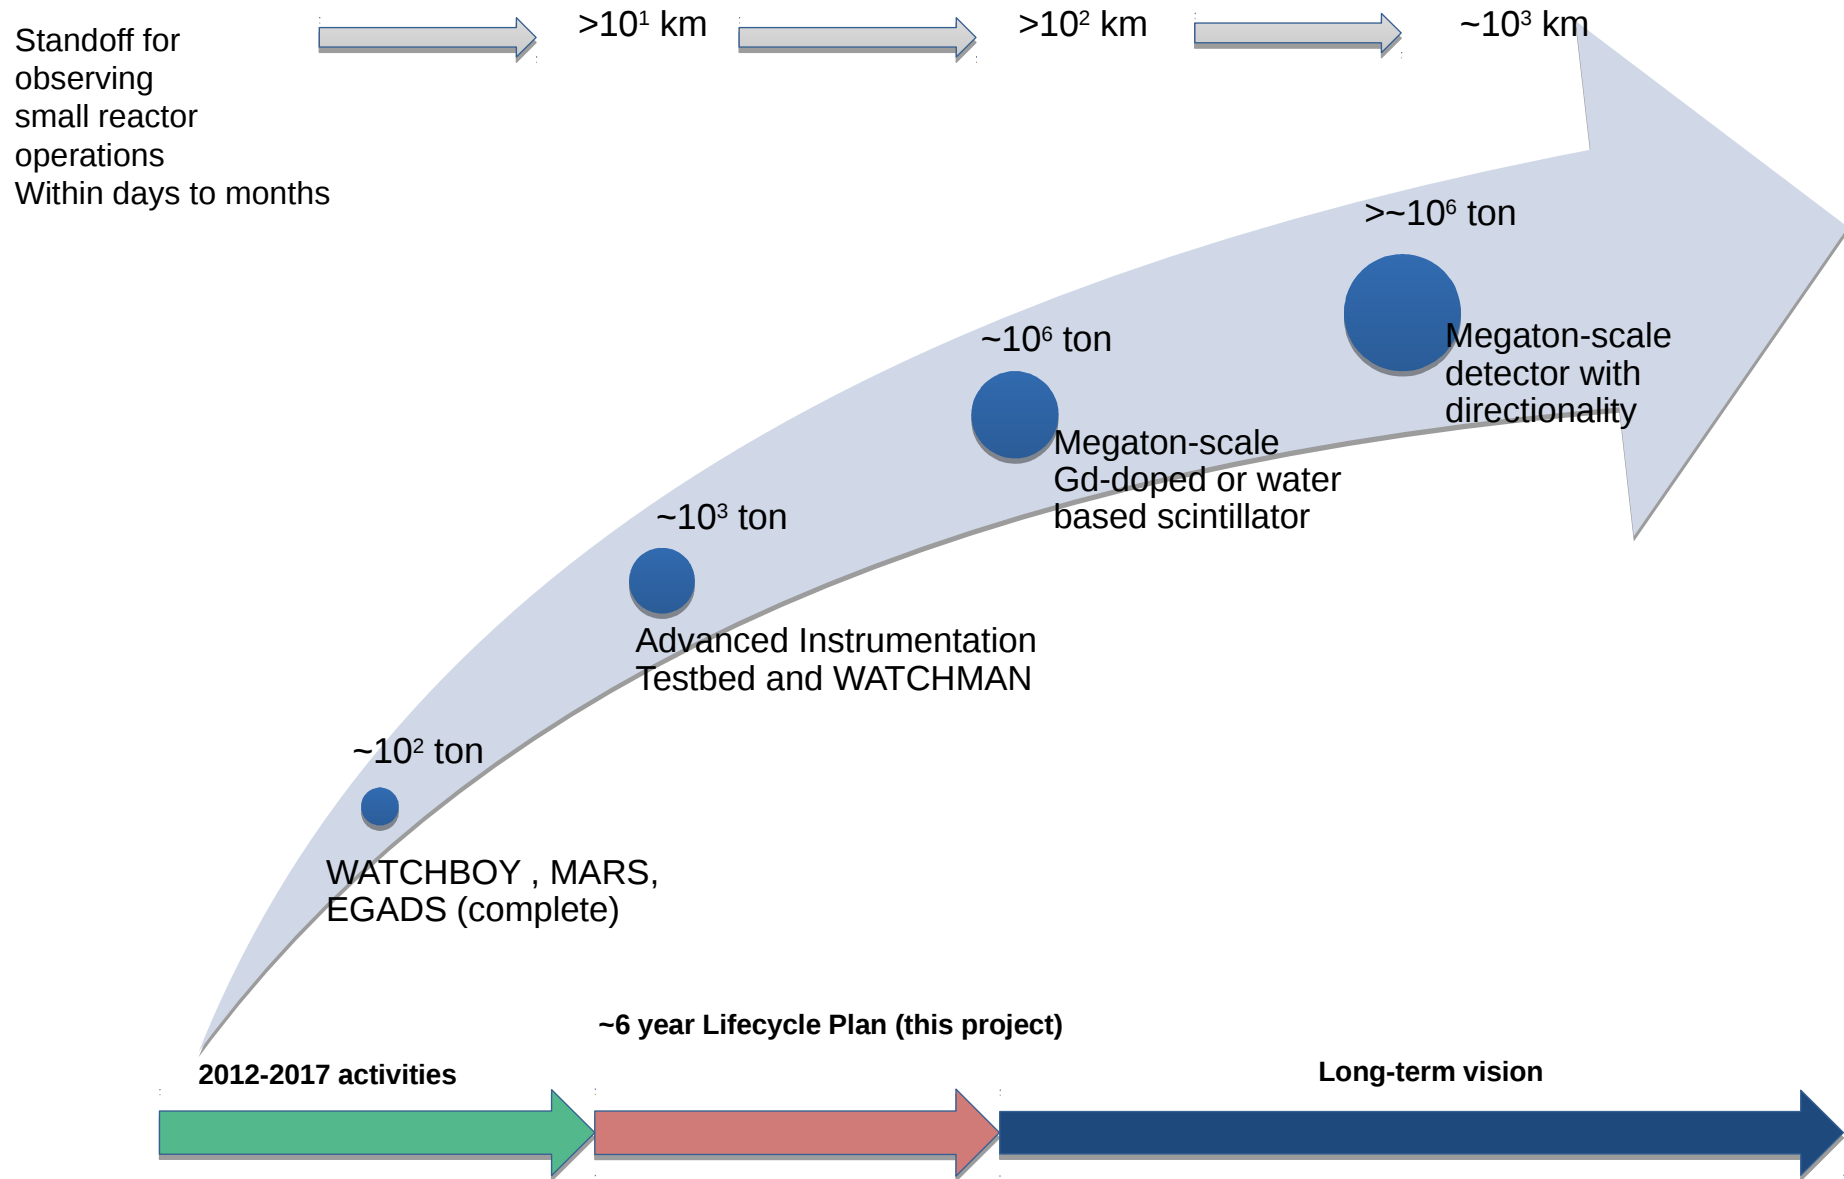 Standoff for
observing
small reactor
operations
Within days to months
>10¹ km
>10² km
~10³ km
>~10⁶ ton
Megaton-scale
detector with
directionality
~10⁶ ton
Megaton-scale
Gd-doped or water
based scintillator
~10³ ton
Advanced Instrumentation
Testbed and WATCHMAN
~10² ton
WATCHBOY , MARS,
EGADS (complete)
~6 year Lifecycle Plan (this project)
2012-2017 activities
Long-term vision